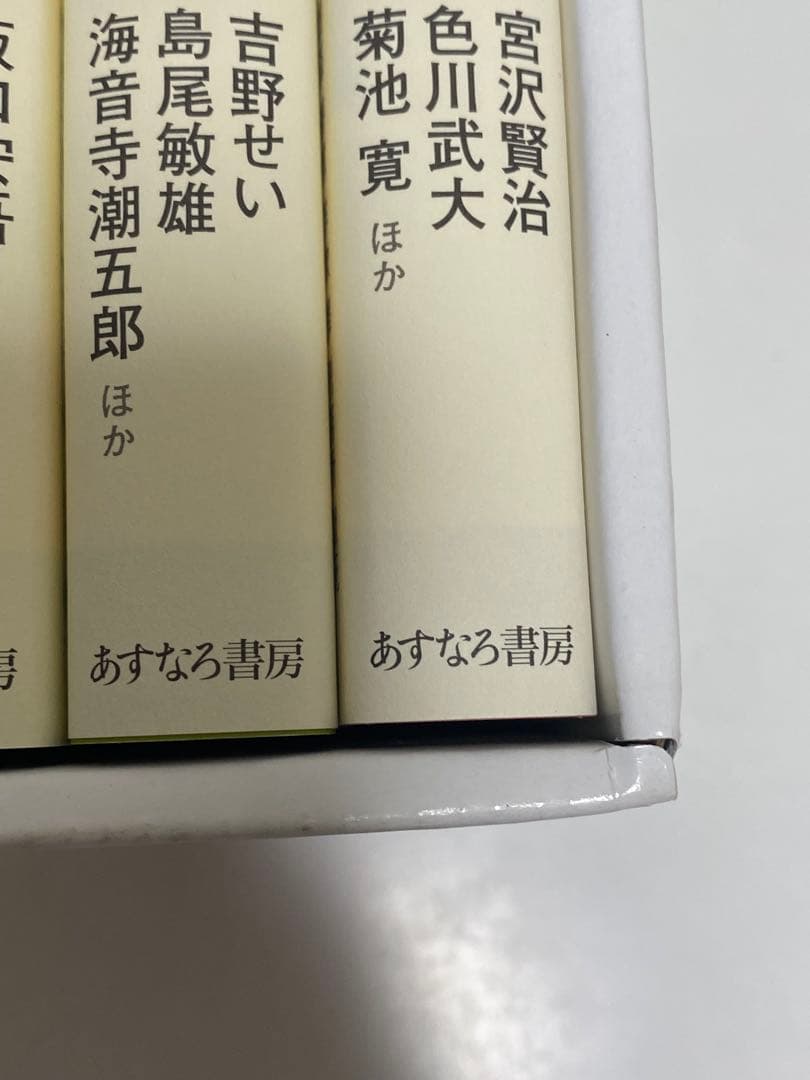 宮沢賢治
色川武大
菊池 寛 ほか
あすなろ書房
吉野せい
島尾敏雄
海音寺潮五郎 ほか
あすなろ書房
房